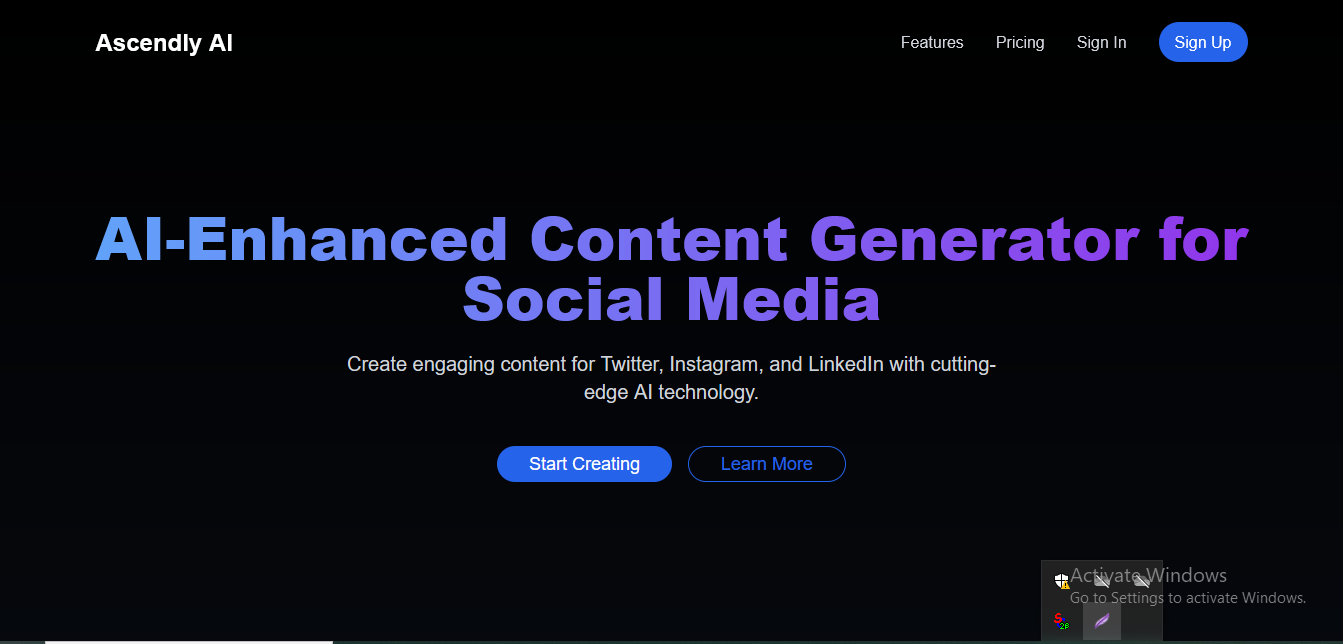 Ascendly AI
Features
Pricing
Sign In
Sign Up
AI-Enhanced Content Generator for
Social Media
Create engaging content for Twitter, Instagram, and LinkedIn with cutting-
edge AI technology.
Start Creating
Learn More
Activate Windows
Go to Settings to activate Windows.